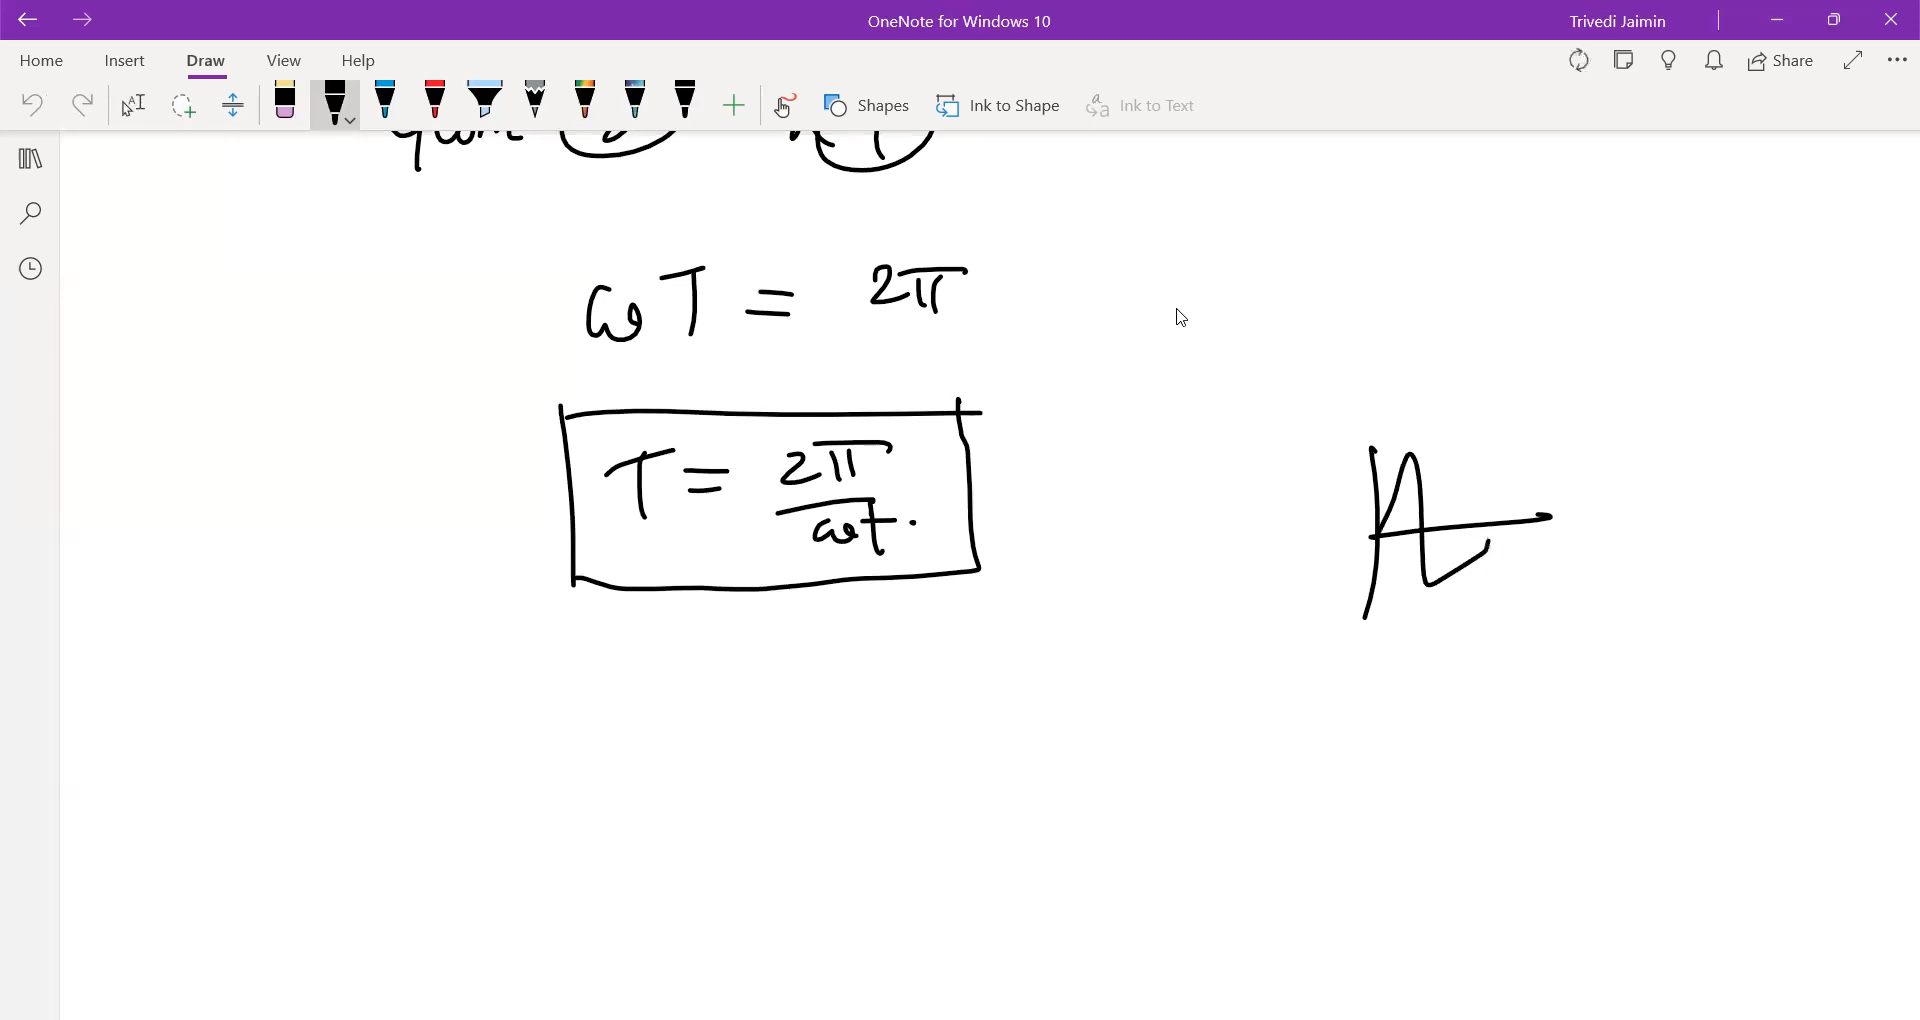 OneNote for Windows 10
Trivedi Jaimin
Home Insert Draw View Help
Share
Shapes Ink to Shape Ink to Text
ωT = 2π
T = 2π
ωt.